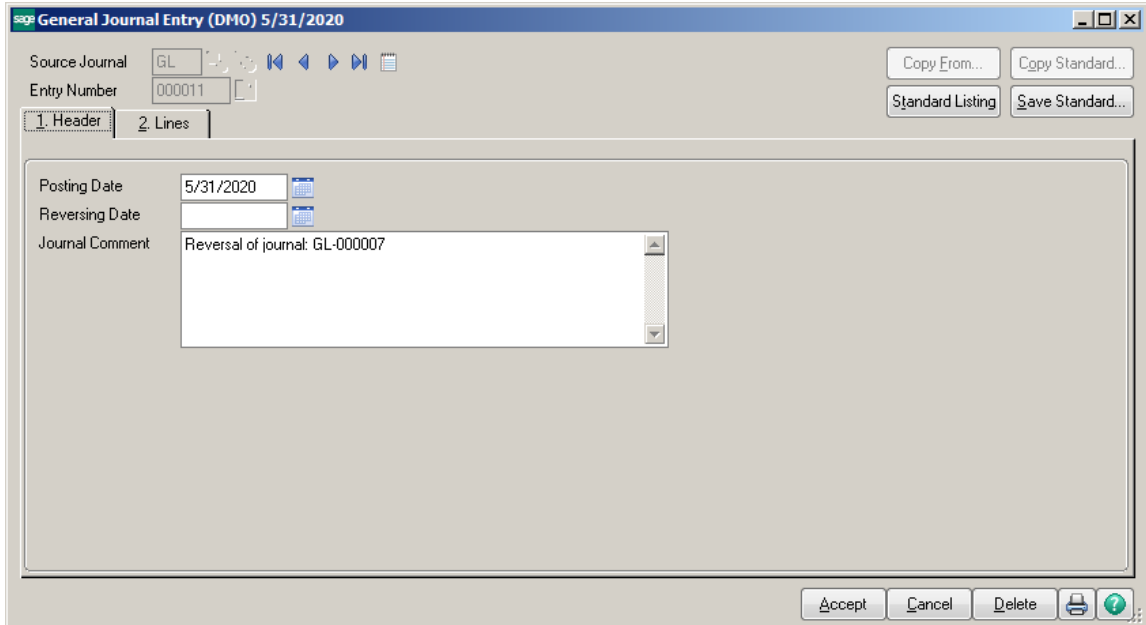 sage General Journal Entry (DMO) 5/31/2020
Source Journal GL
Copy From... Copy Standard...
Entry Number 000011
Standard Listing Save Standard...
1. Header 2. Lines
Posting Date 5/31/2020
Reversing Date
Journal Comment Reversal of journal: GL-000007
Accept Cancel Delete ?